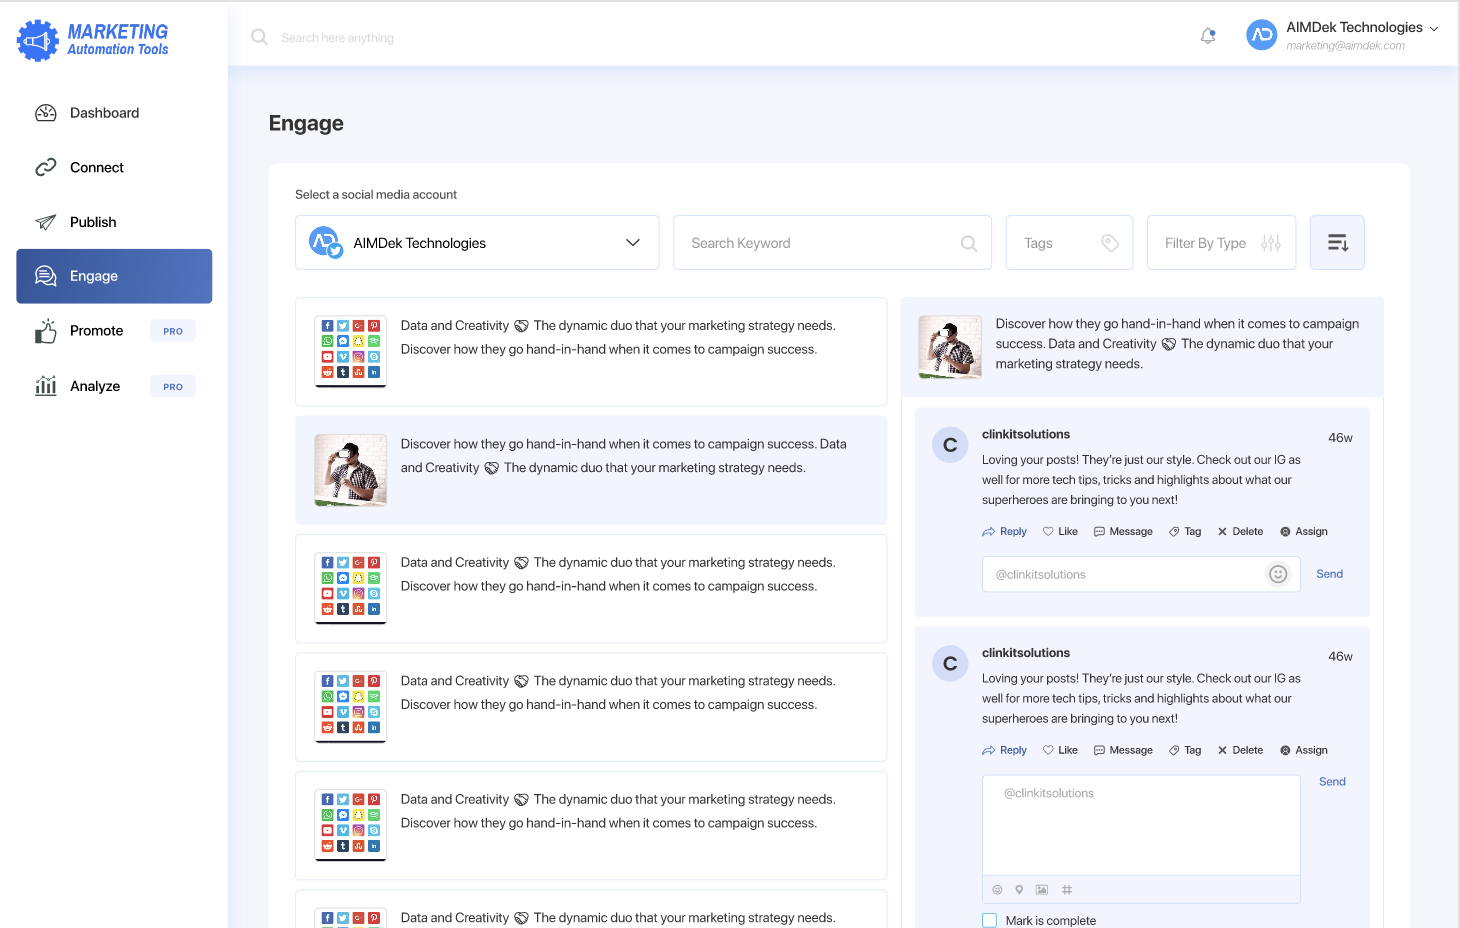 MARKETING
Automation Tools
Search here anything
AIMDek Technologies
marketing@aimdek.com
Dashboard
Connect
Publish
Engage
Promote
PRO
Analyze
PRO
Engage
Select a social media account
AIMDek Technologies
Search Keyword
Tags
Filter By Type
Data and Creativity The dynamic duo that your marketing strategy needs.
Discover how they go hand-in-hand when it comes to campaign success.
Discover how they go hand-in-hand when it comes to campaign success. Data
and Creativity The dynamic duo that your marketing strategy needs.
Data and Creativity The dynamic duo that your marketing strategy needs.
Discover how they go hand-in-hand when it comes to campaign success.
Data and Creativity The dynamic duo that your marketing strategy needs.
Discover how they go hand-in-hand when it comes to campaign success.
Data and Creativity The dynamic duo that your marketing strategy needs.
Discover how they go hand-in-hand when it comes to campaign success.
Data and Creativity The dynamic duo that your marketing strategy needs.
Discover how they go hand-in-hand when it comes to campaign
success. Data and Creativity The dynamic duo that your
marketing strategy needs.
C
clinkitsolutions
46w
Loving your posts! They're just our style. Check out our IG as
well for more tech tips, tricks and highlights about what our
superheroes are bringing to you next!
Reply Like Message Tag Delete Assign
@clinkitsolutions
Send
C
clinkitsolutions
46w
Loving your posts! They're just our style. Check out our IG as
well for more tech tips, tricks and highlights about what our
superheroes are bringing to you next!
Reply Like Message Tag Delete Assign
@clinkitsolutions
Send
Mark is complete